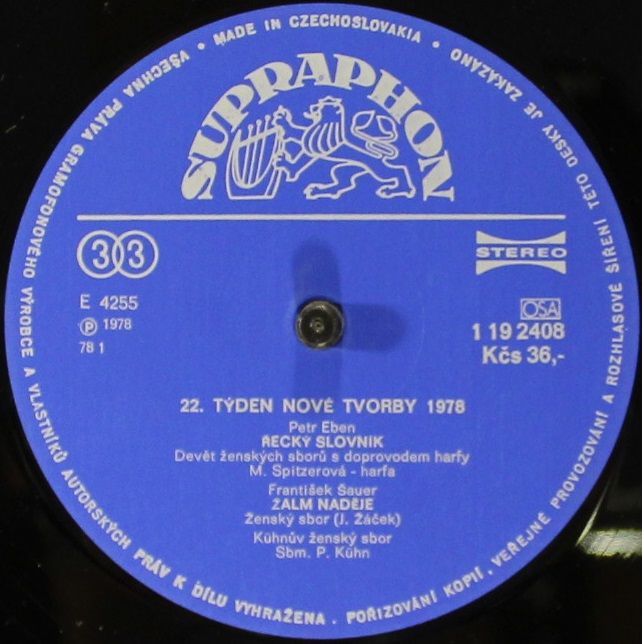 VŠECHNA PRÁVA GRAMOFONOVÉHO VÝROBCE A VLASTNÍKŮ AUTORSKÝCH PRÁV K DÍLU VYHRAŽENA . POŘIZOVÁNÍ KOPIÍ, VEŘEJNÉ PROVOZOVÁNÍ A ROZHLASOVÉ ŠÍŘENÍ TÉTO DESKY JE ZAKÁZÁNO •
MADE IN CZECHOSLOVAKIA •
SUPRAPHON
33
STEREO
E 4255
Ⓟ 1978
78 1
OSA
1 19 2408
Kčs 36,-
22. TÝDEN NOVÉ TVORBY 1978
Petr Eben
ŘECKÝ SLOVNÍK
Devět ženských sborů s doprovodem harfy
M. Spitzerová - harfa
František Šauer
ŽALM NADĚJE
Ženský sbor (J. Žáček)
Kühnův ženský sbor
Sbm. P. Kühn